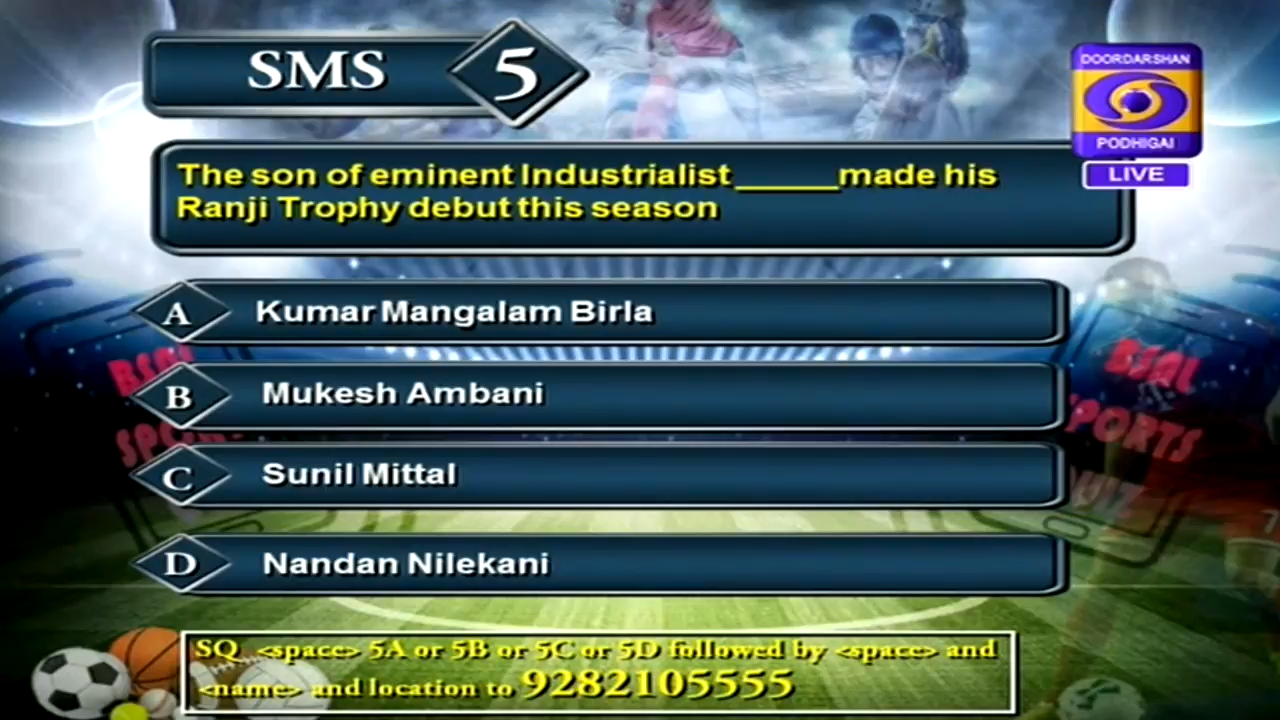 SMS 5
DOORDARSHAN
PODHIGAI
LIVE
The son of eminent Industrialist ______made his
Ranji Trophy debut this season
A Kumar Mangalam Birla
B Mukesh Ambani
C Sunil Mittal
D Nandan Nilekani
BSNL
SPORTS
SQ <space> 5A or 5B or 5C or 5D followed by <space> and
<name> and location to 9282105555